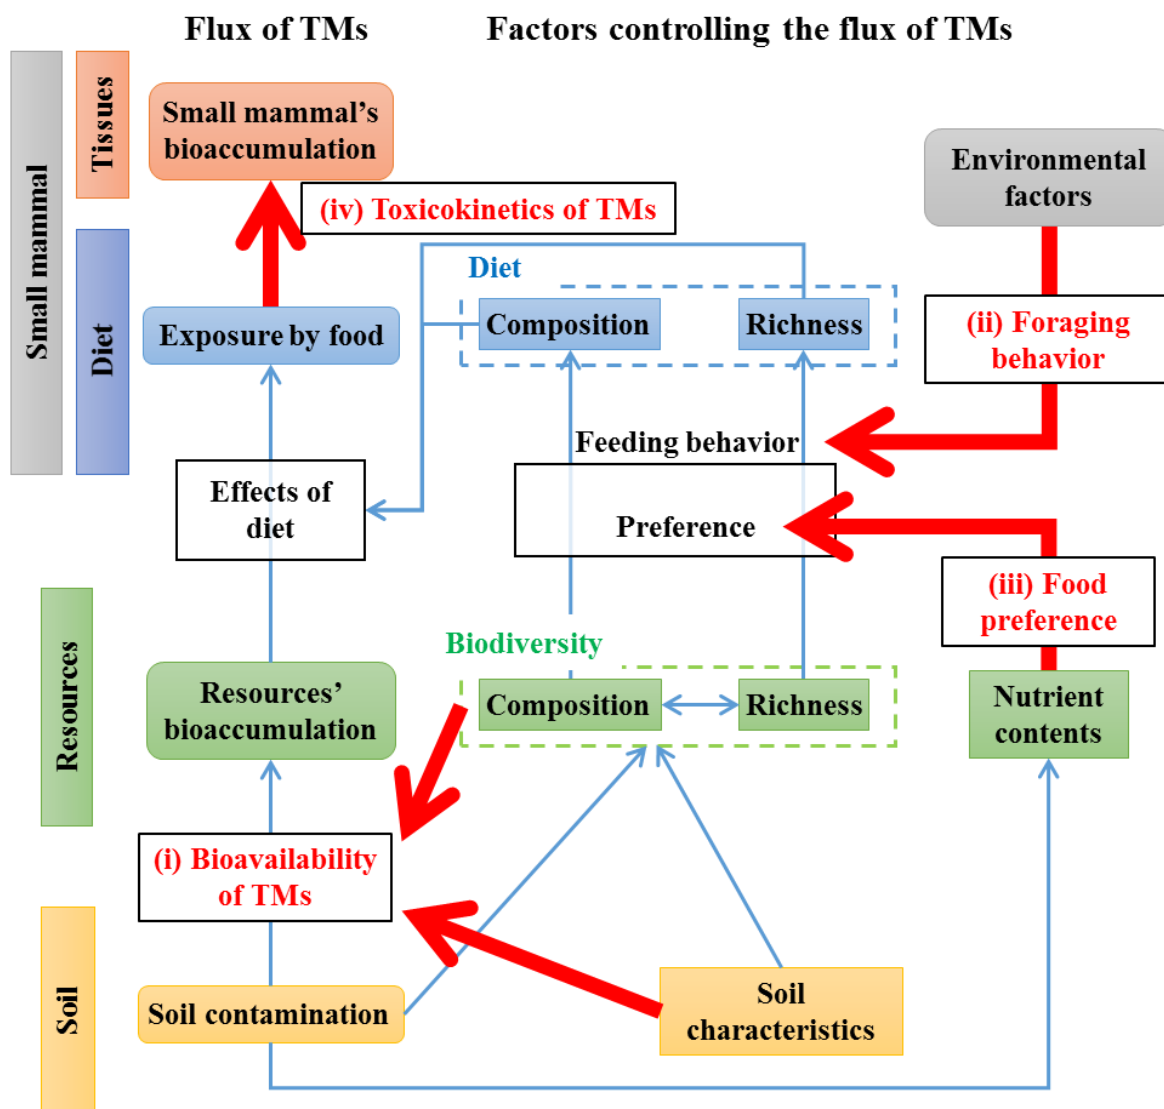 Flux of TMs
Factors controlling the flux of TMs
Small mammal
Tissues
Small mammal’s
bioaccumulation
Environmental
factors
(iv) Toxicokinetics of TMs
Diet
Diet
Composition
Richness
Exposure by food
(ii) Foraging
behavior
Feeding behavior
Effects of
diet
Preference
(iii) Food
preference
Resources
Biodiversity
Resources’
bioaccumulation
Composition
Richness
Nutrient
contents
(i) Bioavailability
of TMs
Soil
Soil contamination
Soil
characteristics